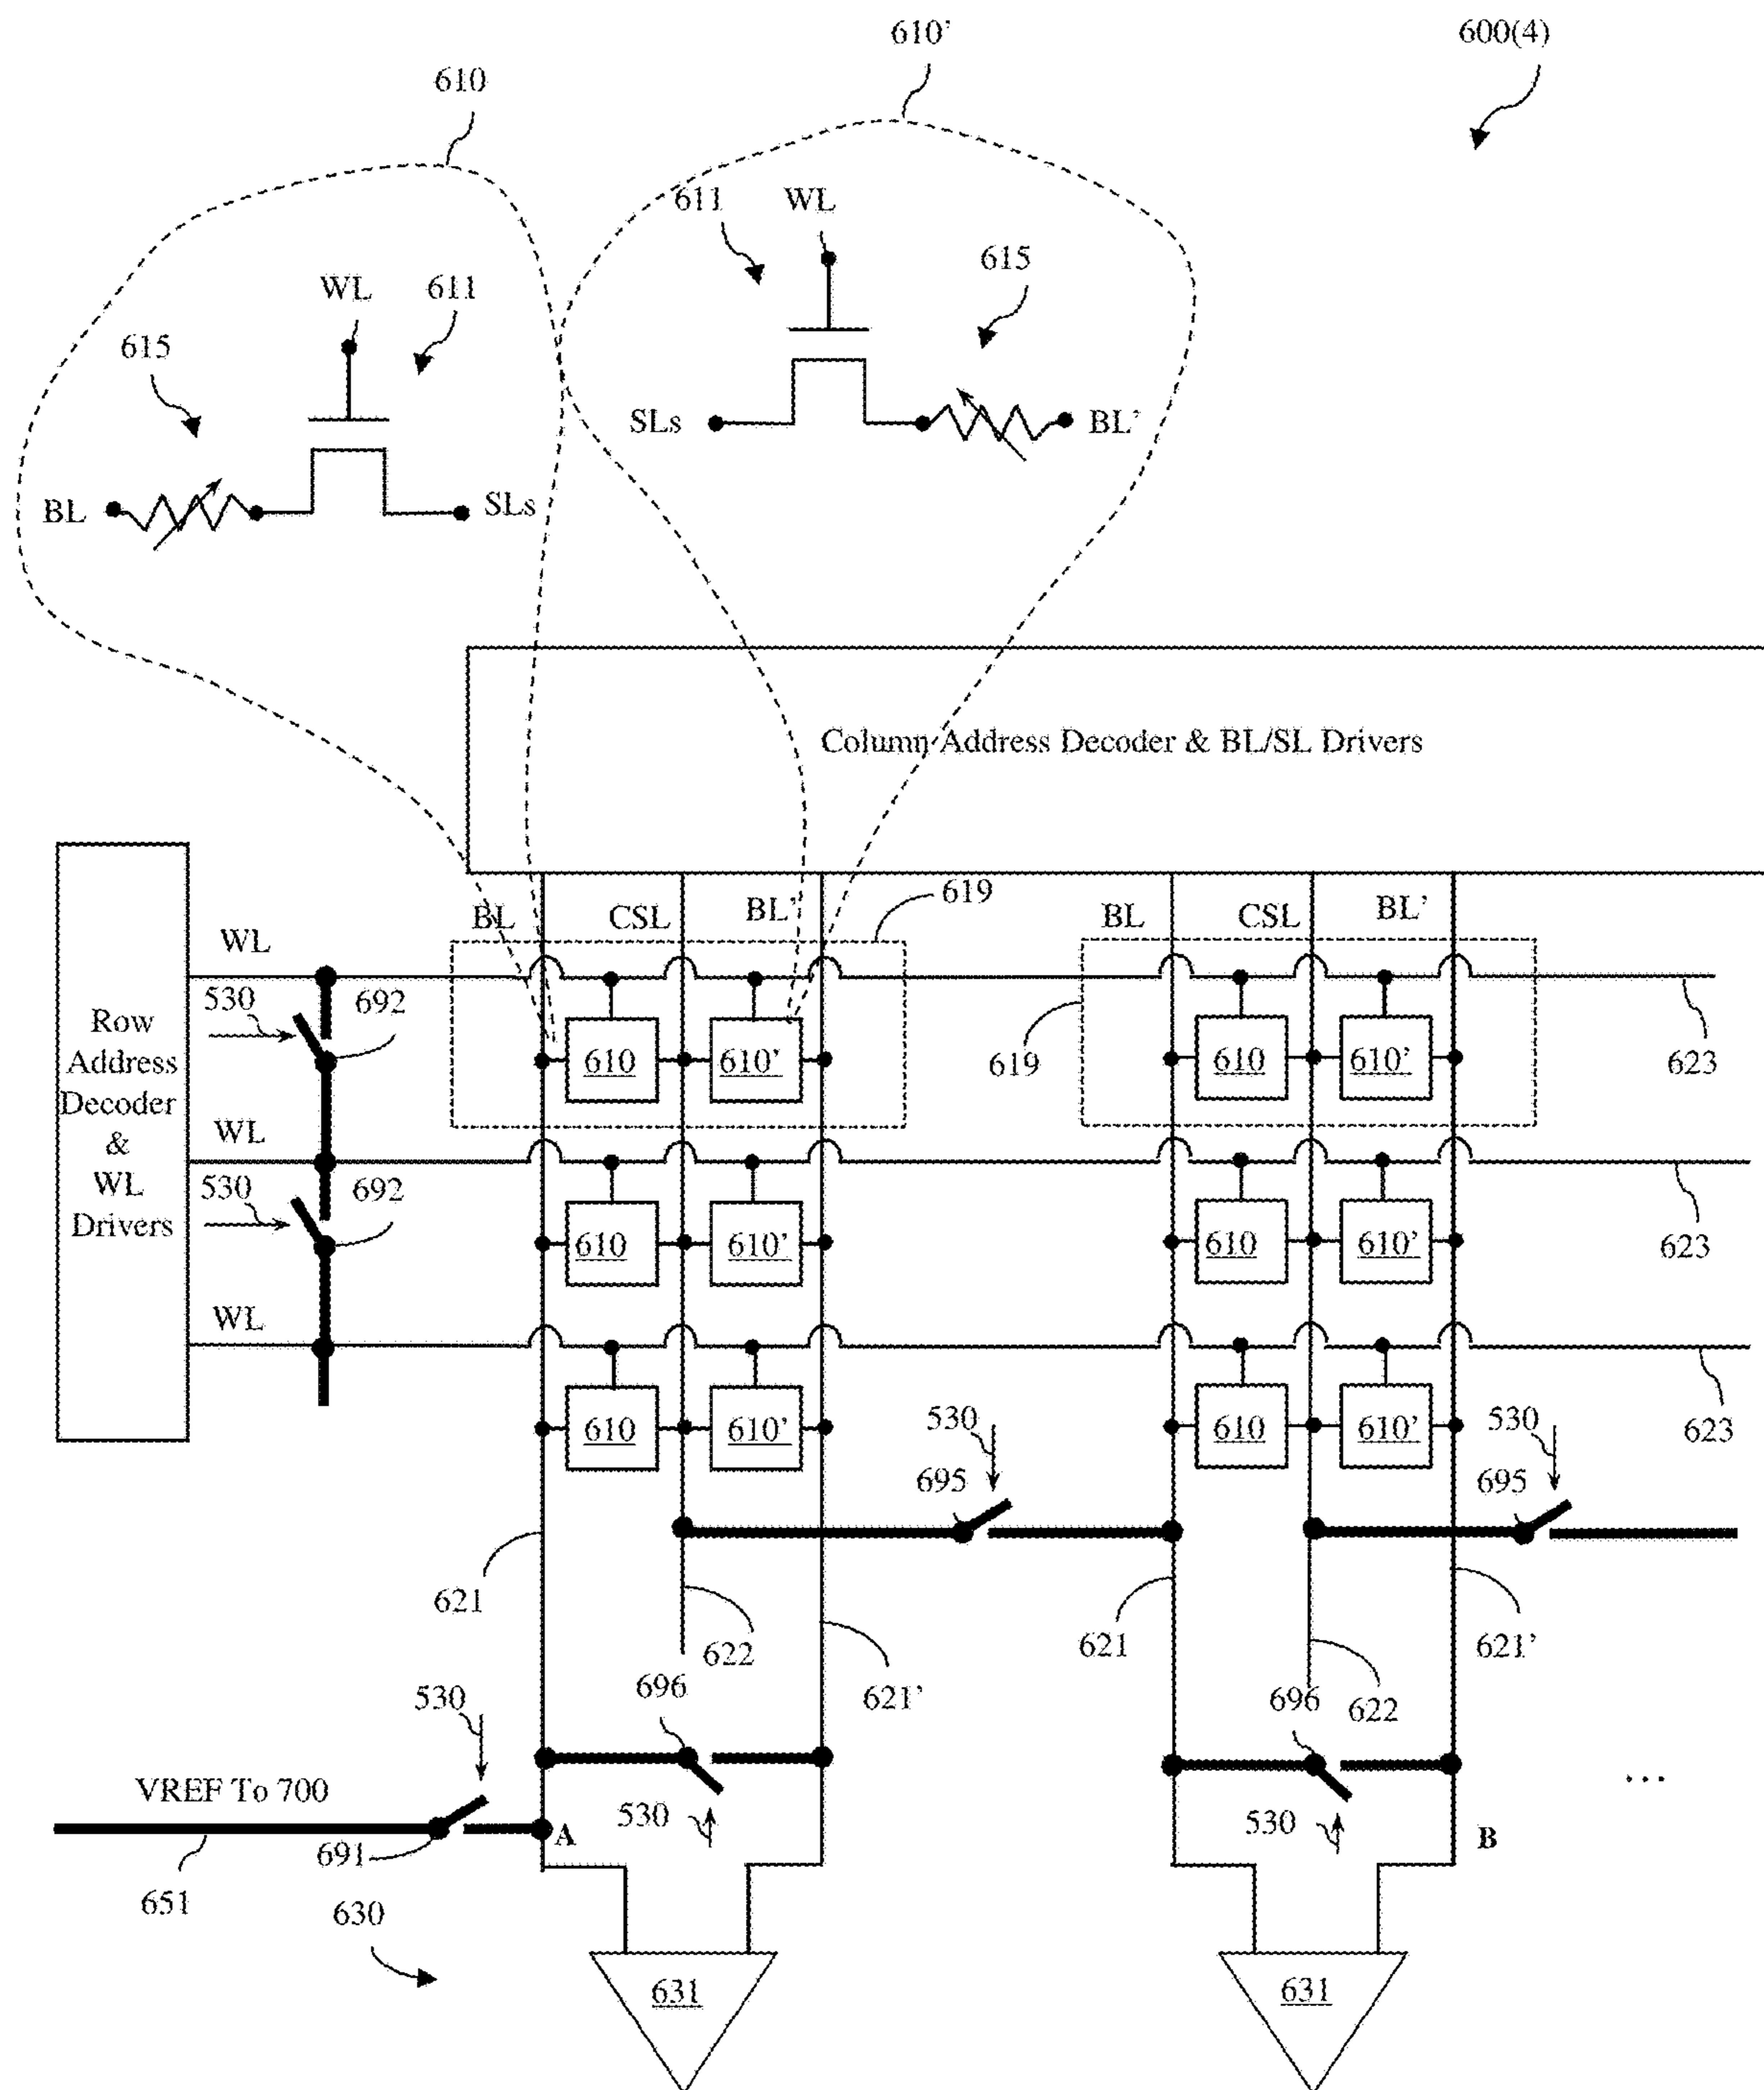 610’
600(4)
610
611
WL
615
WL
611
615
SLs
BL’
BL
SLs
Column Address Decoder & BL/SL Drivers
619
BL
CSL
BL’
BL
CSL
BL’
WL
530
692
Row
Address
Decoder
&
WL
Drivers
610
610’
619
610
610’
623
WL
530
692
610
610’
610
610’
623
WL
610
610’
530
695
610
610’
530
695
623
621
622
621’
621
622
621’
530
696
696
VREF To 700
691
A
530
530
B
...
651
630
631
631